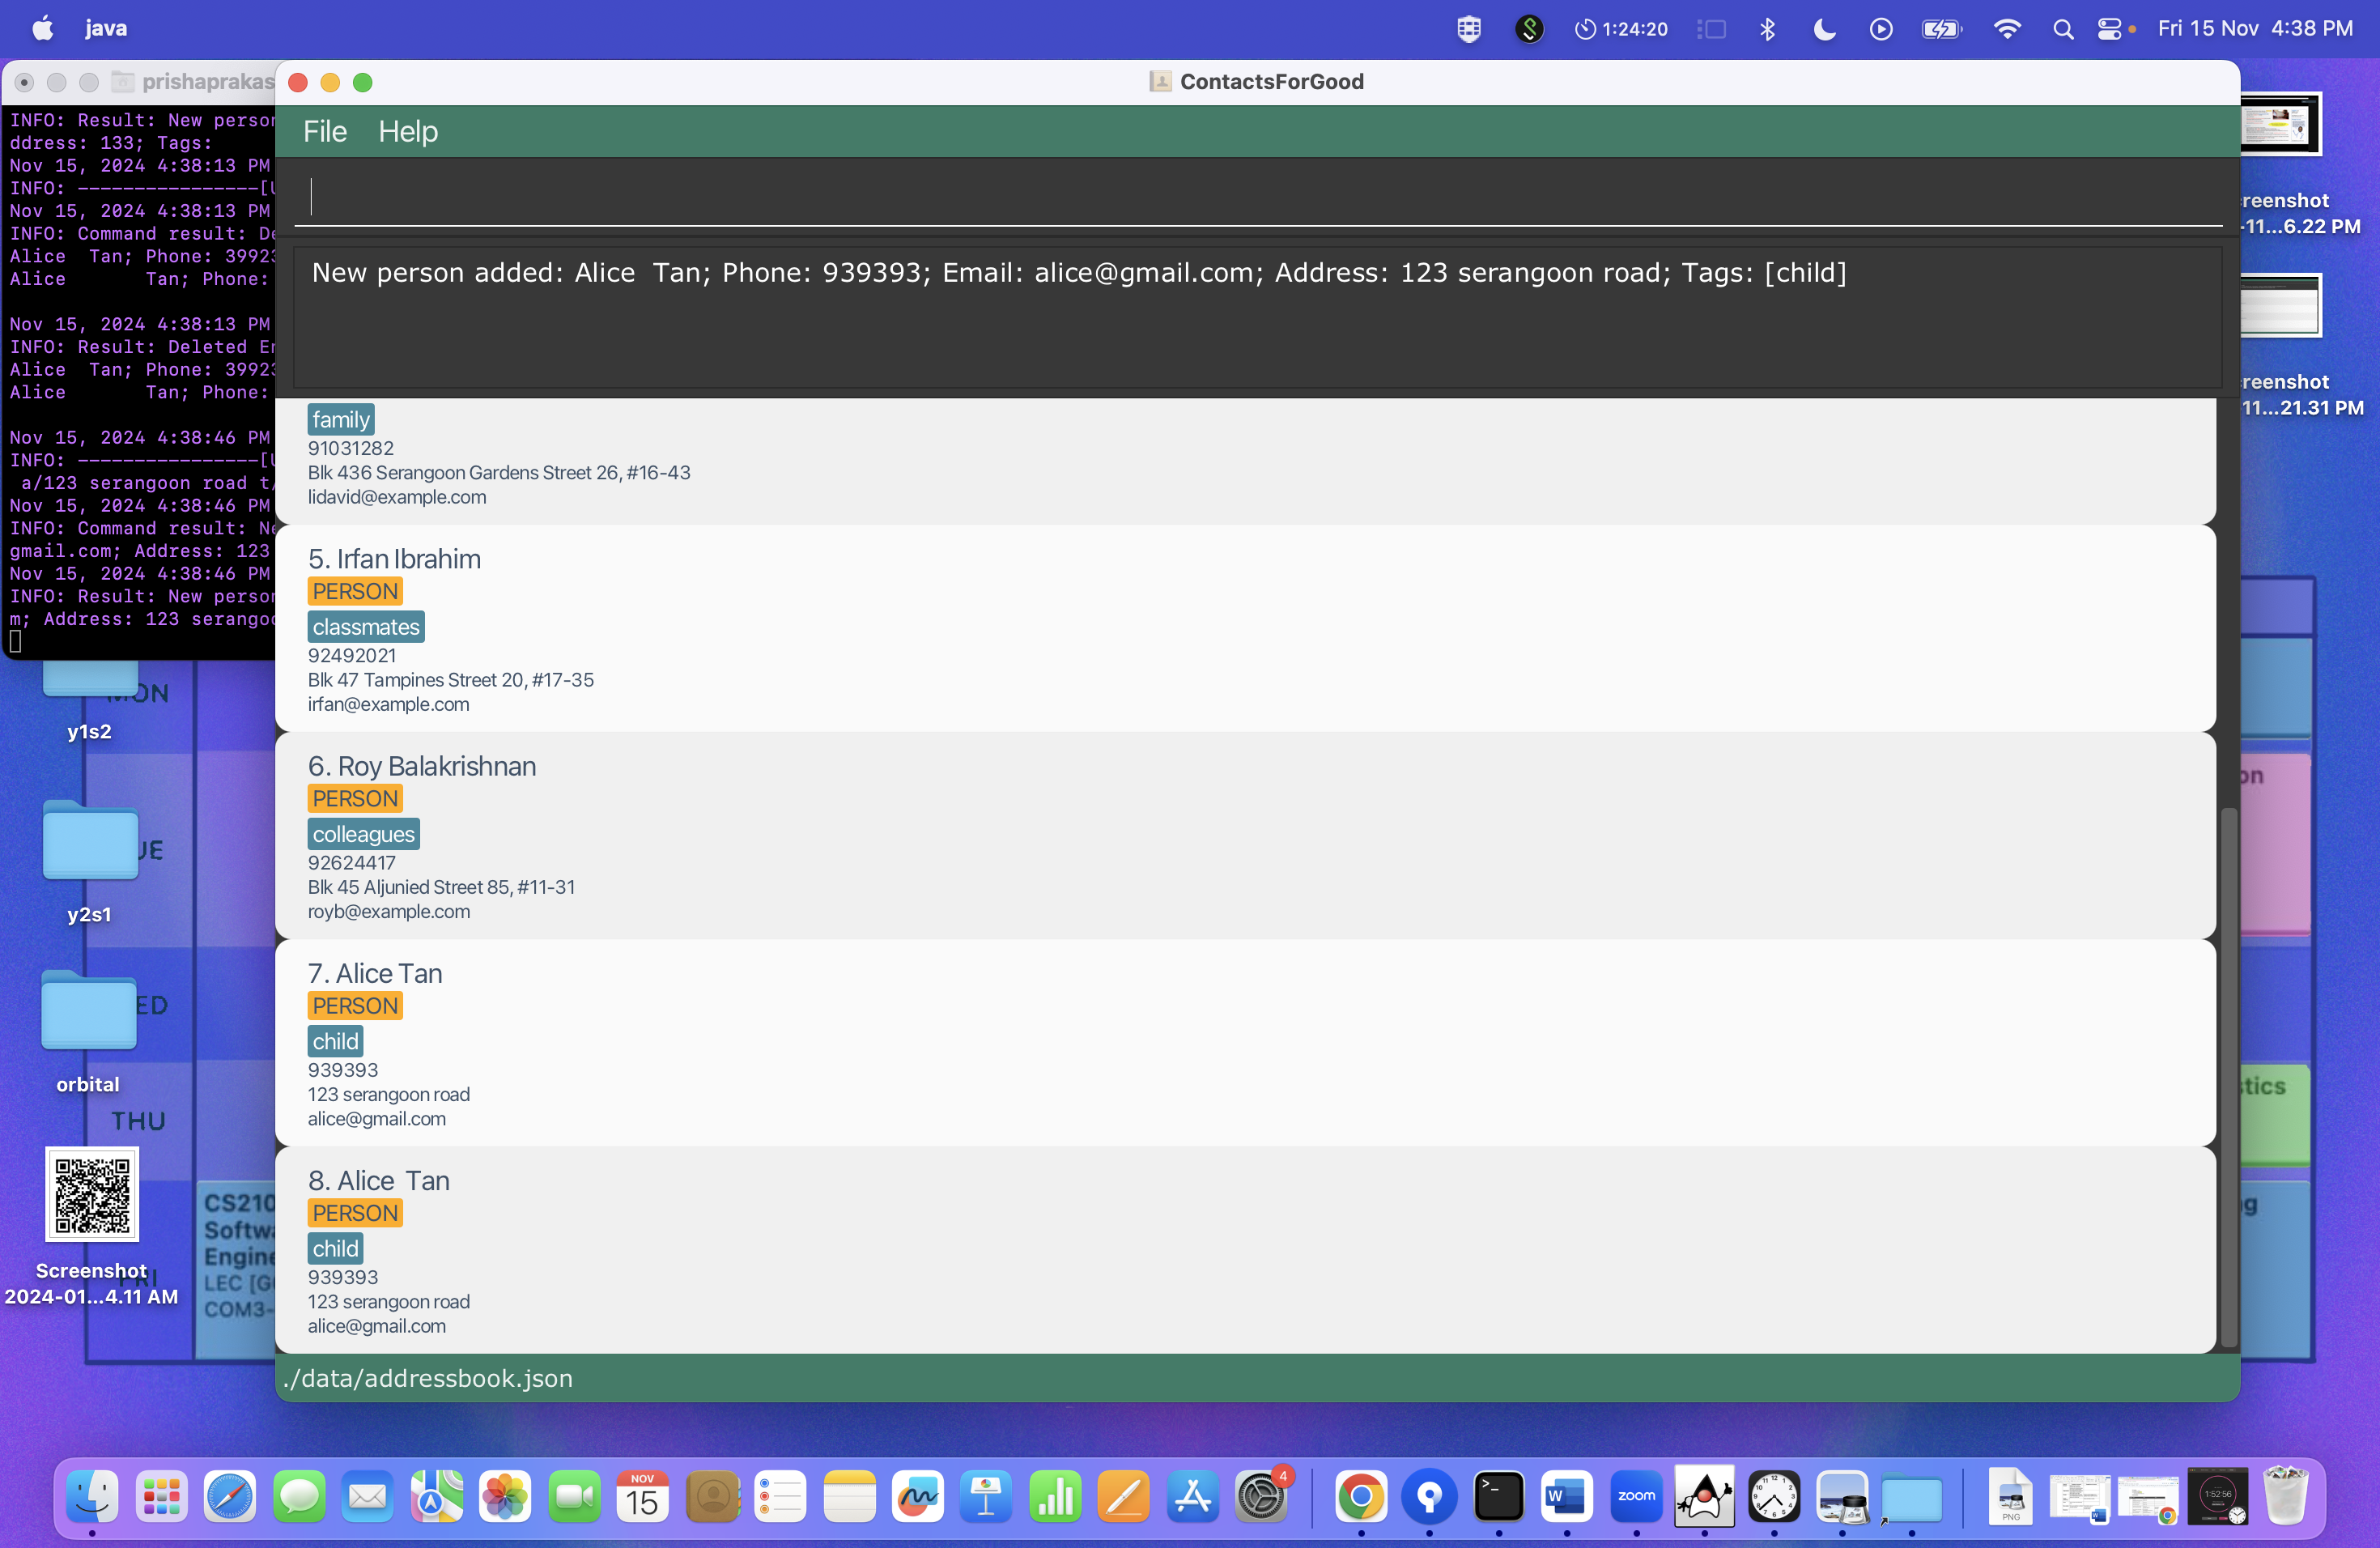 java
1:24:20
Fri 15 Nov 4:38 PM
prishaprakas
INFO: Result: New person
ddress: 133; Tags:
Nov 15, 2024 4:38:13 PM
INFO: ----------------[
Nov 15, 2024 4:38:13 PM
INFO: Command result: De
Alice  Tan; Phone: 39923
Alice       Tan; Phone:
Nov 15, 2024 4:38:13 PM
INFO: Result: Deleted
Alice  Tan; Phone: 39923
Alice       Tan; Phone:
Nov 15, 2024 4:38:46 PM
INFO: ----------------[
a/123 serangoon road t/
Nov 15, 2024 4:38:46 PM
INFO: Command result: Ne
gmail.com; Address: 123
Nov 15, 2024 4:38:46 PM
INFO: Result: New person
m; Address: 123 serangoo
ContactsForGood
File Help
New person added: Alice  Tan; Phone: 939393; Email: alice@gmail.com; Address: 123 serangoon road; Tags: [child]
family
91031282
Blk 436 Serangoon Gardens Street 26, #16-43
lidavid@example.com
5. Irfan Ibrahim
PERSON
classmates
92492021
Blk 47 Tampines Street 20, #17-35
irfan@example.com
6. Roy Balakrishnan
PERSON
colleagues
92624417
Blk 45 Aljunied Street 85, #11-31
royb@example.com
7. Alice Tan
PERSON
child
939393
123 serangoon road
alice@gmail.com
8. Alice  Tan
PERSON
child
939393
123 serangoon road
alice@gmail.com
./data/addressbook.json
reenshot
-11...6.22 PM
reenshot
11...21.31 PM
on
stics
g
MON
y1s2
UE
y2s1
ED
orbital
THU
FRI
Screenshot
2024-01...4.11 AM
CS210
Softwa
Engine
LEC [G
COM3-
NOV
15
4
>_
W
zoom
PNG
1:52:56